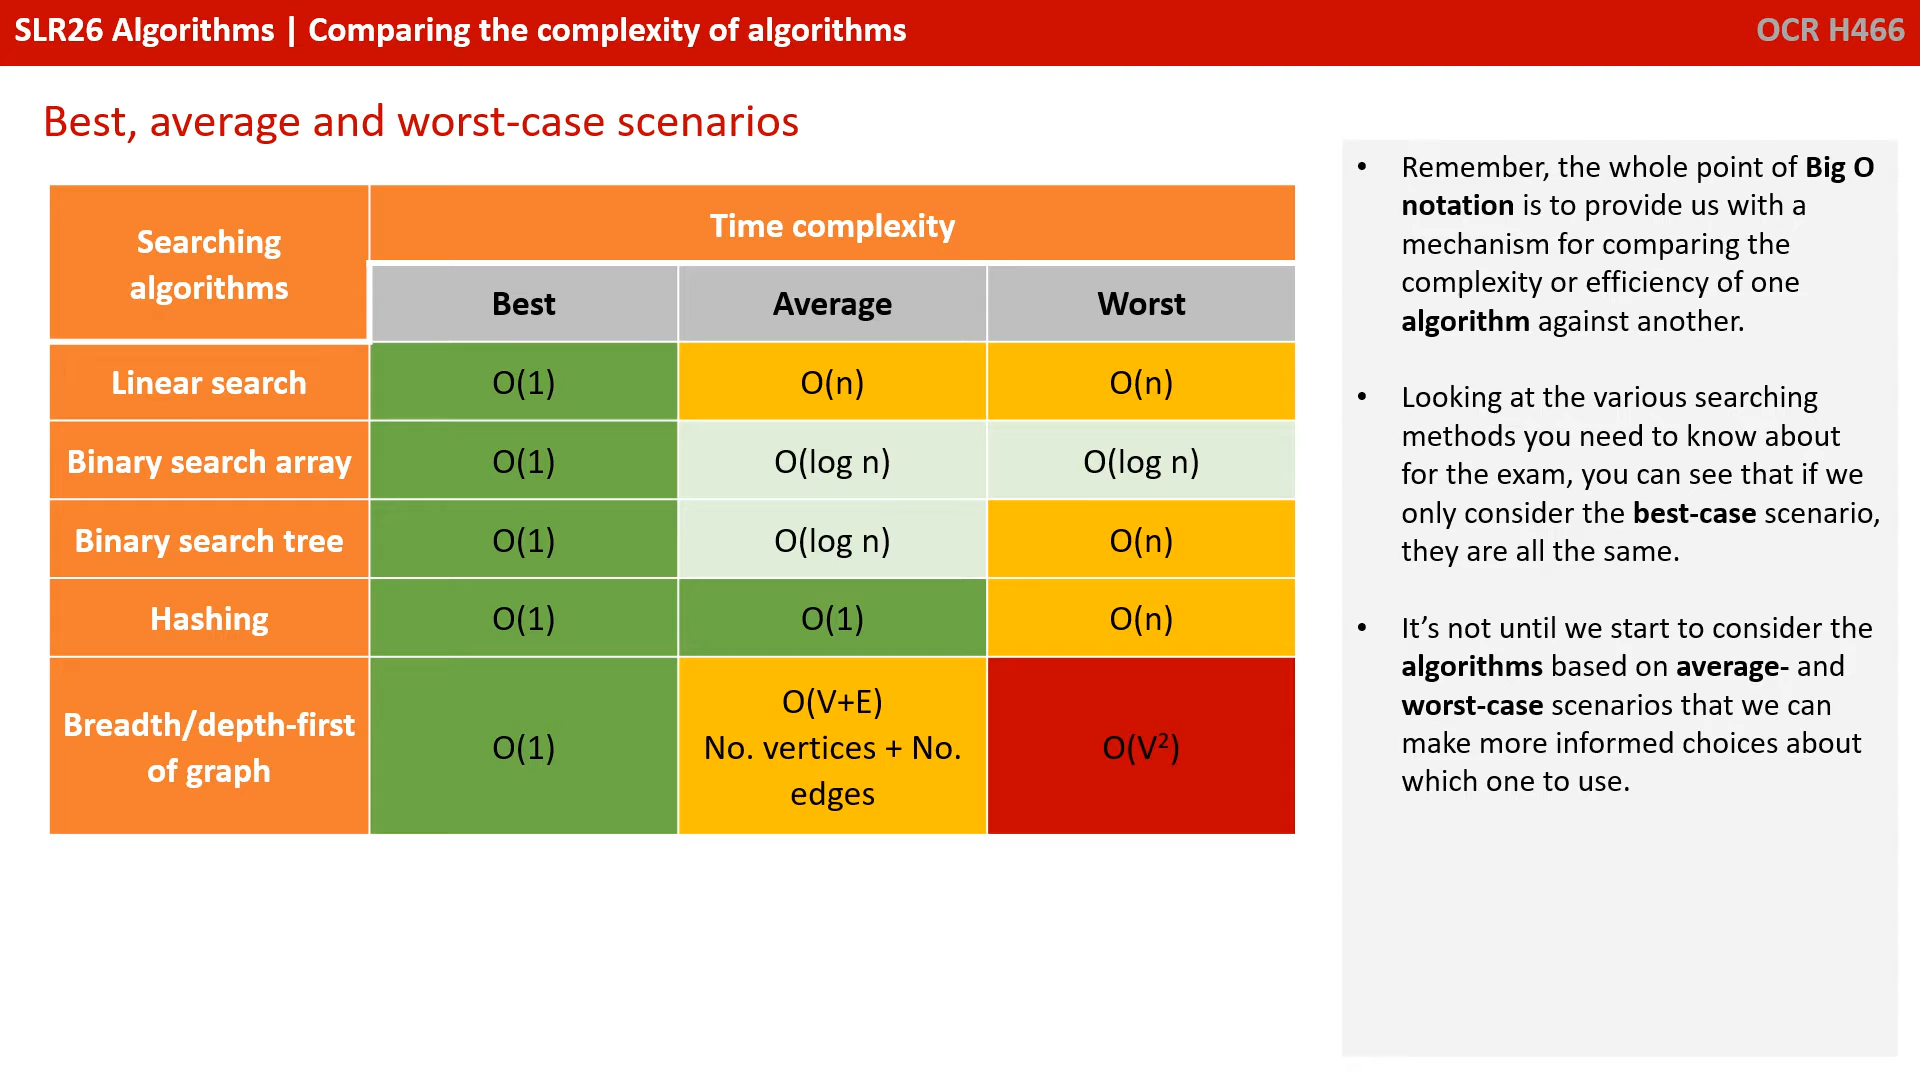 SLR26 Algorithms | Comparing the complexity of algorithms
OCR H466
Best, average and worst-case scenarios
Searching
algorithms
Time complexity
Best
Average
Worst
Linear search
O(1)
O(n)
O(n)
Binary search array
O(1)
O(log n)
O(log n)
Binary search tree
O(1)
O(log n)
O(n)
Hashing
O(1)
O(1)
O(n)
Breadth/depth-first
of graph
O(1)
O(V+E)
No. vertices + No.
edges
O(V²)
• Remember, the whole point of Big O
notation is to provide us with a
mechanism for comparing the
complexity or efficiency of one
algorithm against another.
• Looking at the various searching
methods you need to know about
for the exam, you can see that if we
only consider the best-case scenario,
they are all the same.
• It’s not until we start to consider the
algorithms based on average- and
worst-case scenarios that we can
make more informed choices about
which one to use.